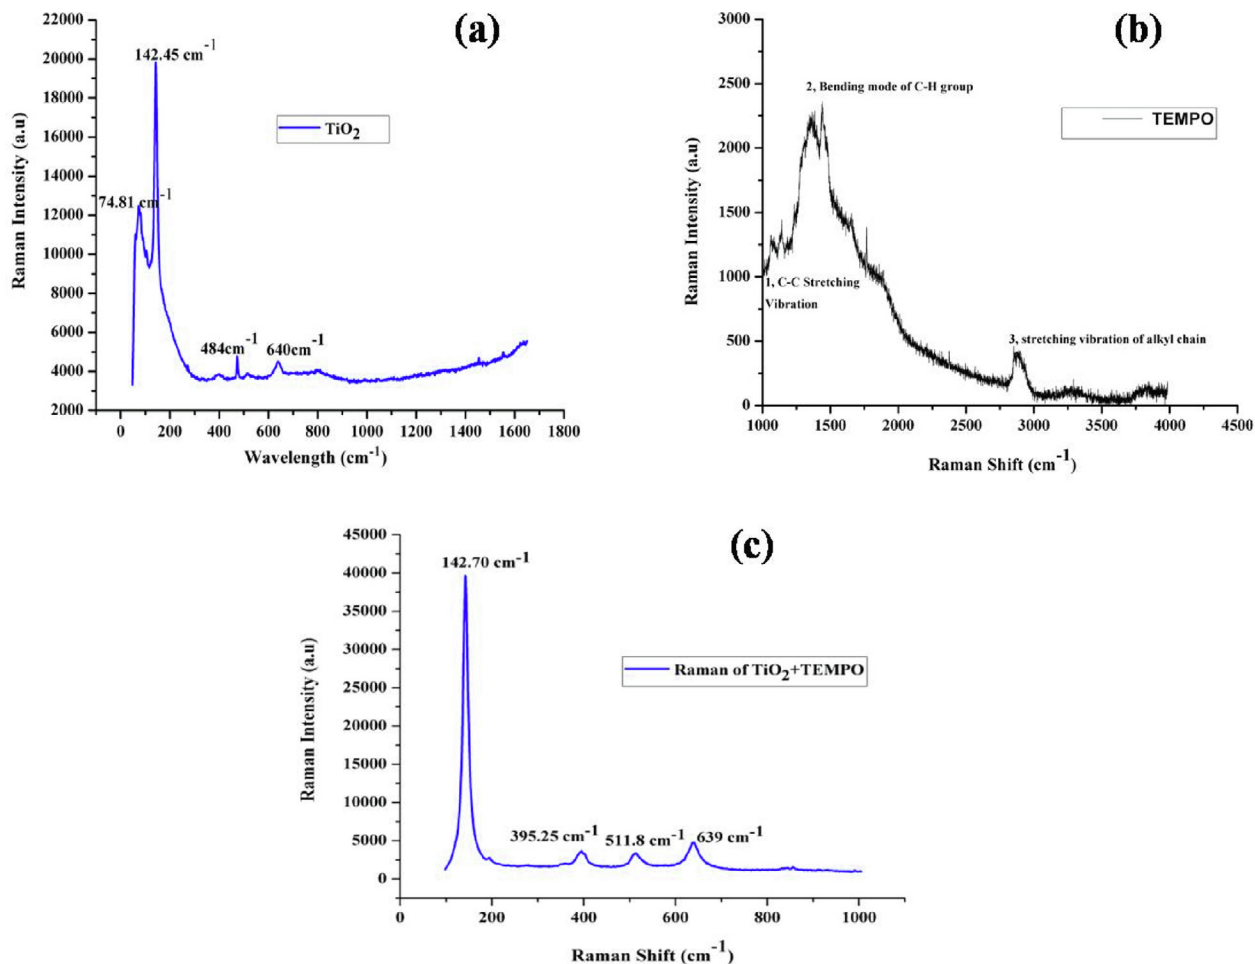 (a)
22000
20000
18000
16000
14000
12000
10000
8000
6000
4000
2000
Raman Intensity (a.u)
142.45 cm⁻¹
TiO₂
74.81 cm⁻¹
484cm⁻¹
640cm⁻¹
0 200 400 600 800 1000 1200 1400 1600 1800
Wavelength (cm⁻¹)
(b)
3000
2500
2000
1500
1000
500
0
Raman Intensity (a.u)
2, Bending mode of C-H group
TEMPO
1, C-C Stretching
Vibration
3, stretching vibration of alkyl chain
1000 1500 2000 2500 3000 3500 4000 4500
Raman Shift (cm⁻¹)
(c)
45000
40000
35000
30000
25000
20000
15000
10000
5000
0
Raman Intensity (a.u)
142.70 cm⁻¹
Raman of TiO₂+TEMPO
395.25 cm⁻¹
511.8 cm⁻¹
639 cm⁻¹
0 200 400 600 800 1000
Raman Shift (cm⁻¹)